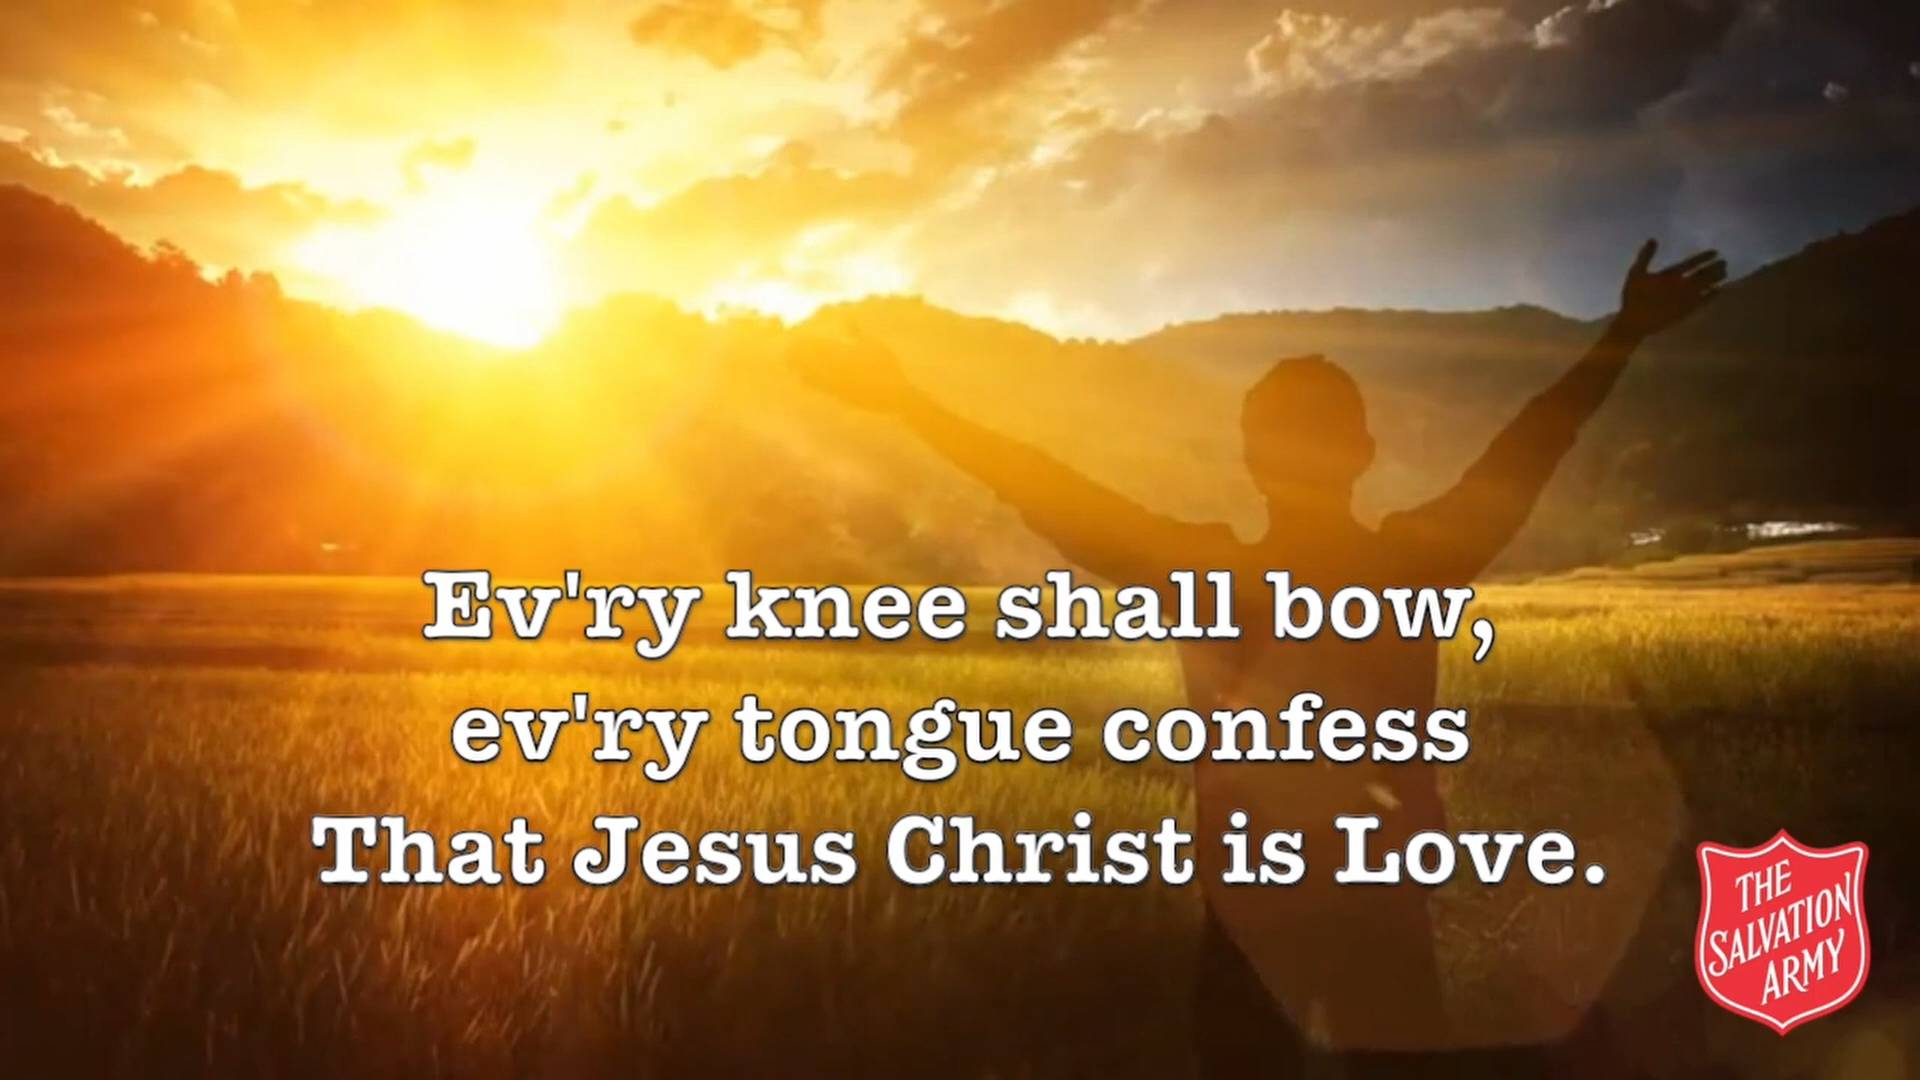 Ev'ry knee shall bow,
ev'ry tongue confess
That Jesus Christ is Love.
THE
SALVATION
ARMY